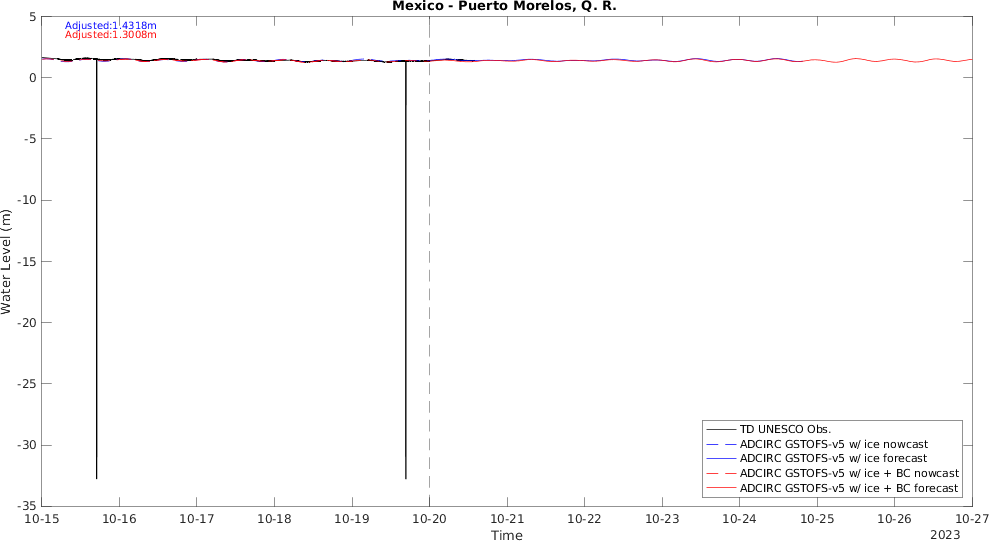 Mexico - Puerto Morelos, Q. R.
Adjusted:1.4318m
Adjusted:1.3008m
5
0
-5
-10
-15
-20
-25
-30
-35
Water Level (m)
TD UNESCO Obs.
ADCIRC GSTOFS-v5 w/ ice nowcast
ADCIRC GSTOFS-v5 w/ ice forecast
ADCIRC GSTOFS-v5 w/ ice + BC nowcast
ADCIRC GSTOFS-v5 w/ ice + BC forecast
10-15 10-16 10-17 10-18 10-19 10-20 10-21 10-22 10-23 10-24 10-25 10-26 10-27
Time
2023